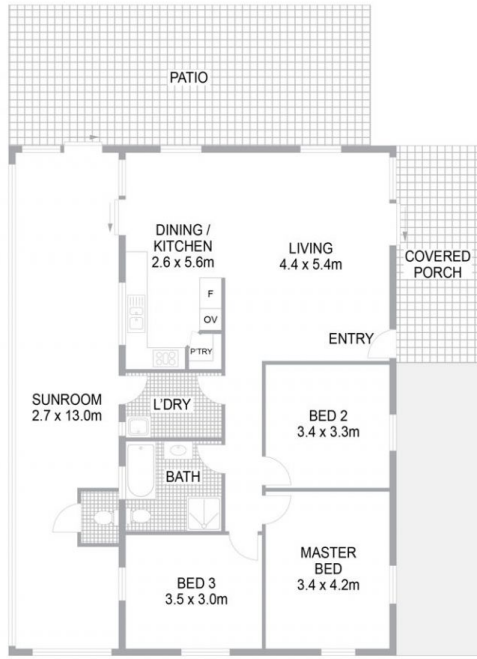 PATIO
DINING /
KITCHEN
2.6 x 5.6m
LIVING
4.4 x 5.4m
COVERED
PORCH
F
OV
P'TRY
ENTRY
SUNROOM
2.7 x 13.0m
L'DRY
BED 2
3.4 x 3.3m
BATH
MASTER
BED
3.4 x 4.2m
BED 3
3.5 x 3.0m